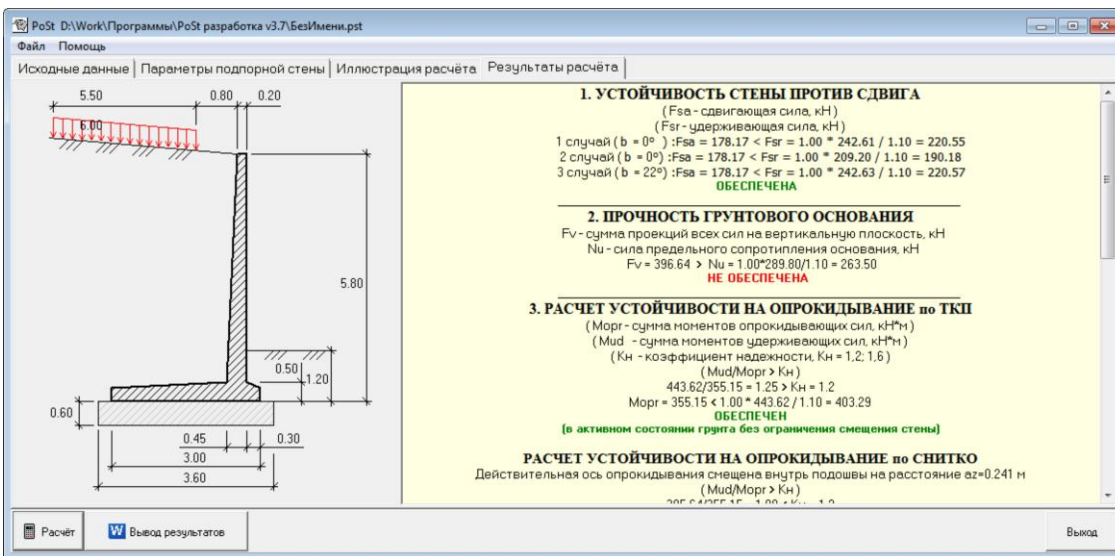 PoSt D:\Work\Программы\PoSt разработка v3.7\БезИмени.pst
Файл Помощь
Исходные данные Параметры подпорной стены Иллюстрация расчёта Результаты расчёта
5.50 0.80 0.20
6.00
5.80
0.50
1.20
0.60
0.45 0.30
3.00
3.60
1. УСТОЙЧИВОСТЬ СТЕНЫ ПРОТИВ СДВИГА
(Fsa - сдвигающая сила, кН)
(Fsr - удерживающая сила, кН)
1 случай ( b = 0° ) :Fsa = 178.17 < Fsr = 1.00 * 242.61 / 1.10 = 220.55
2 случай ( b = 0°) :Fsa = 178.17 < Fsr = 1.00 * 209.20 / 1.10 = 190.18
3 случай ( b = 22°) :Fsa = 178.17 < Fsr = 1.00 * 242.63 / 1.10 = 220.57
ОБЕСПЕЧЕНА
2. ПРОЧНОСТЬ ГРУНТОВОГО ОСНОВАНИЯ
Fv - сумма проекций всех сил на вертикальную плоскость, кН
Nu - сила предельного сопротипления основания, кН
Fv = 396.64 > Nu = 1.00*289.80/1.10 = 263.50
НЕ ОБЕСПЕЧЕНА
3. РАСЧЕТ УСТОЙЧИВОСТИ НА ОПРОКИДЫВАНИЕ по ТКП
(Мопр - сумма моментов опрокидывающих сил, кН*м)
(Mud - сумма моментов удерживающих сил, кН*м)
(Кн - коэффициент надежности, Кн = 1,2; 1,6)
(Mud/Мопр > Кн)
443.62/355.15 = 1.25 > Кн = 1.2
Мопр = 355.15 < 1.00 * 443.62 / 1.10 = 403.29
ОБЕСПЕЧЕН
(в активном состоянии грунта без ограничения смещения стены)
РАСЧЕТ УСТОЙЧИВОСТИ НА ОПРОКИДЫВАНИЕ по СНИТКО
Действительная ось опрокидывания смещена внутрь подошвы на расстояние az=0.241 м
(Mud/Мопр > Кн)
Расчёт Вывод результатов Выход